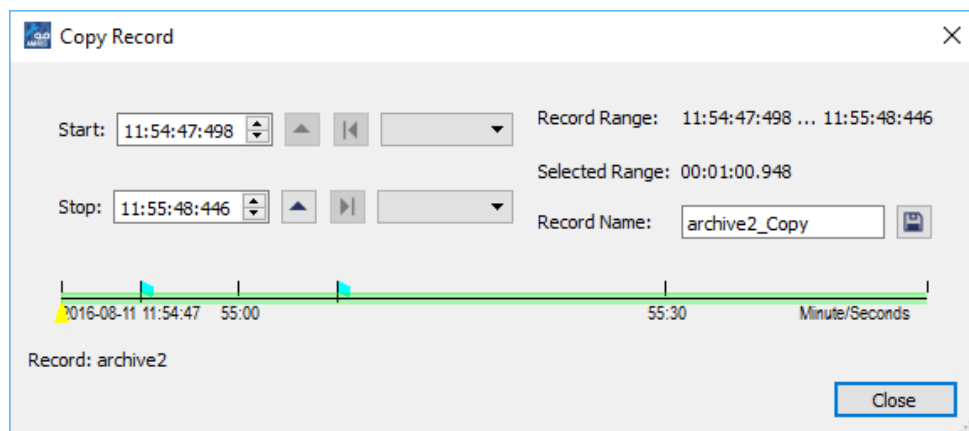 Copy Record
Start: 11:54:47:498
Record Range: 11:54:47:498 ... 11:55:48:446
Selected Range: 00:01:00.948
Stop: 11:55:48:446
Record Name: archive2_Copy
2016-08-11 11:54:47 55:00 55:30 Minute/Seconds
Record: archive2
Close